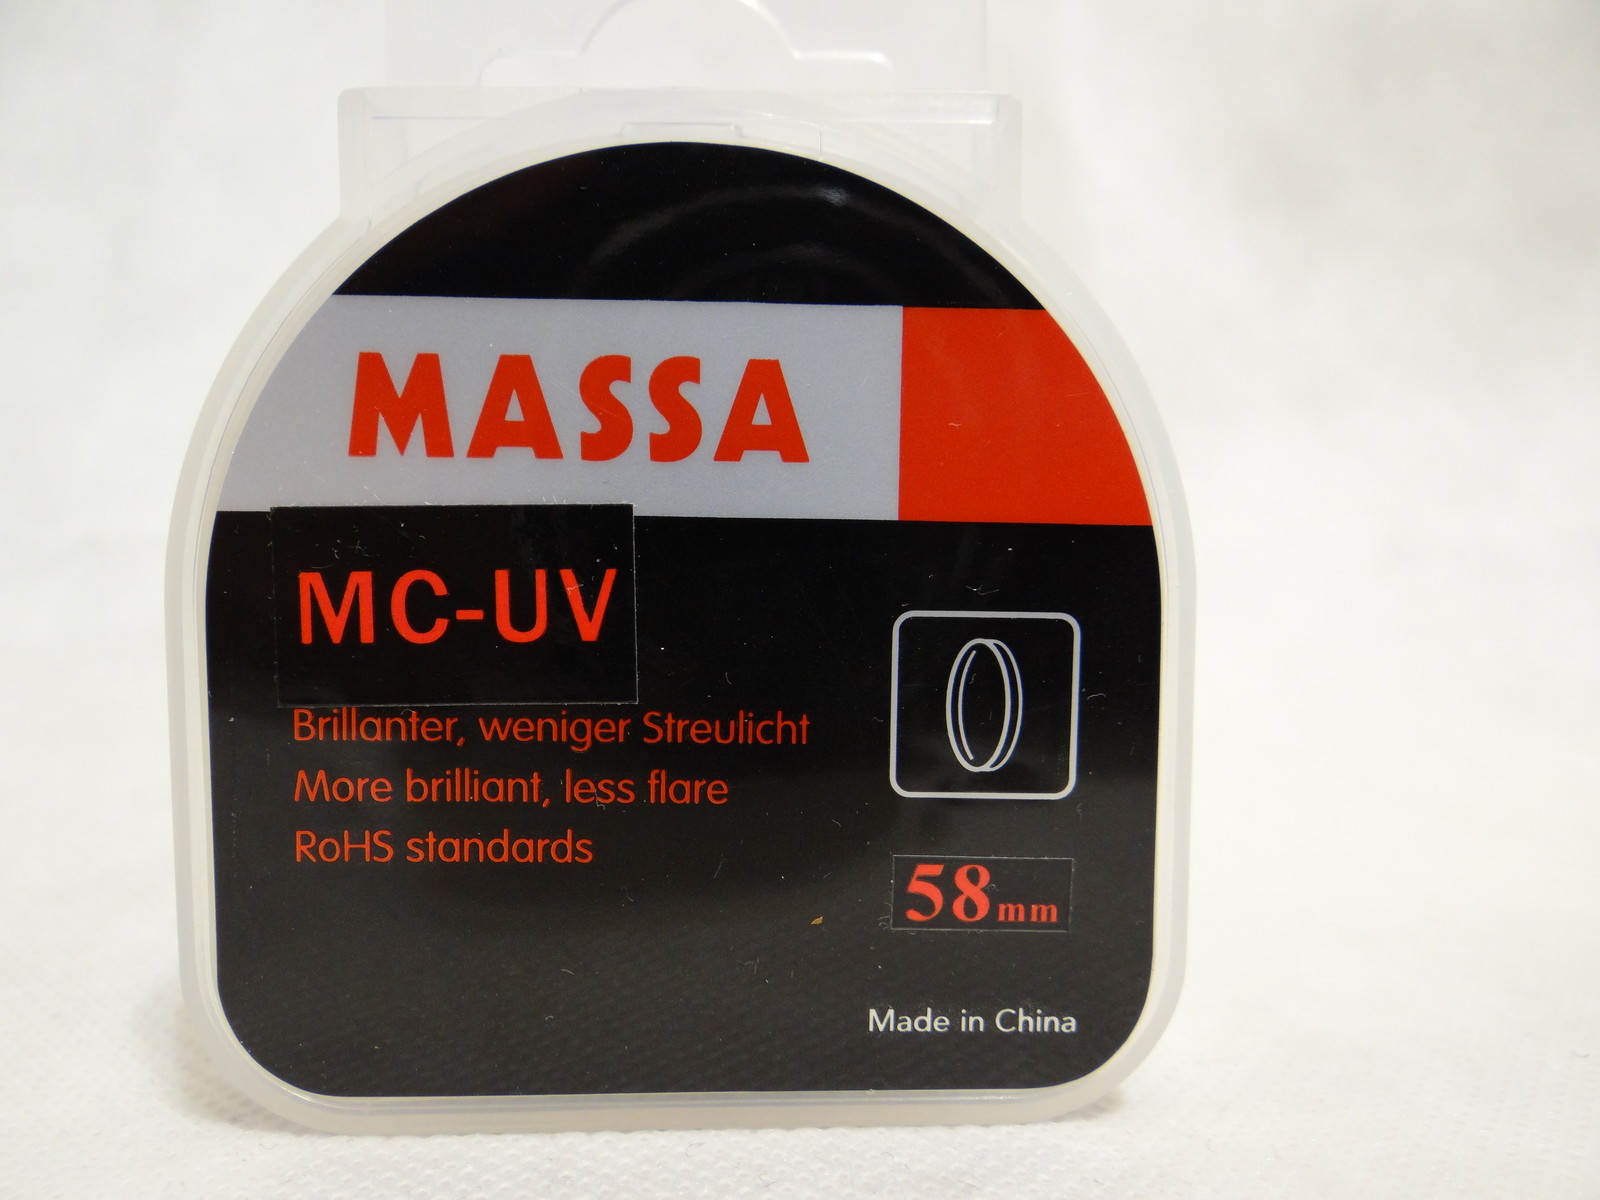 MASSA
MC-UV
Brillanter, weniger Streulicht
More brilliant, less flare
RoHS standards
58mm
Made in China